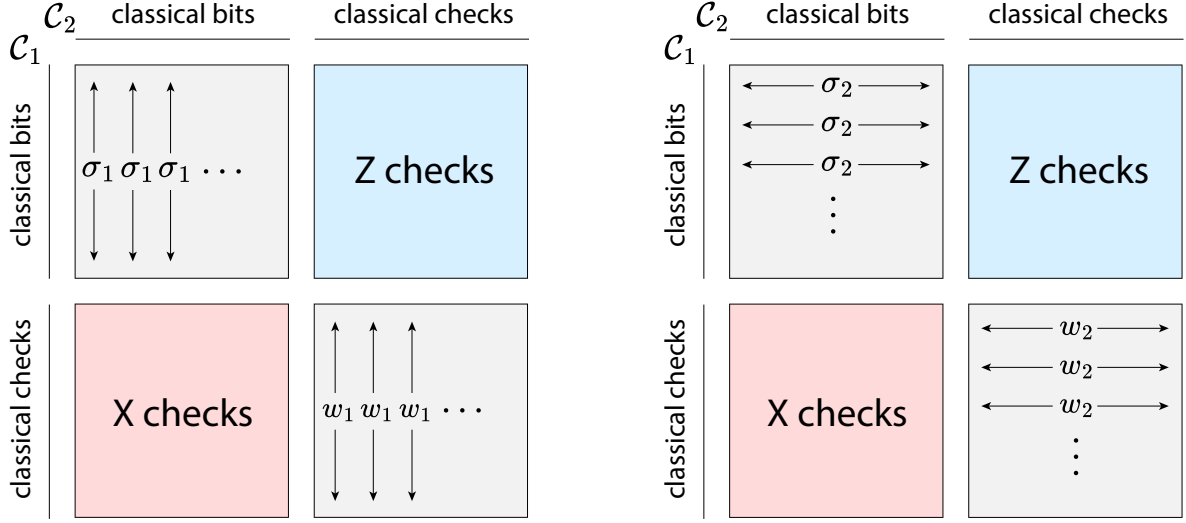 𝒞₂ classical bits classical checks
𝒞₁
classical bits
σ₁ σ₁ σ₁ ⋯
Z checks
classical checks
X checks
w₁ w₁ w₁ ⋯
𝒞₂ classical bits classical checks
𝒞₁
classical bits
σ₂
σ₂
σ₂
⋮
Z checks
classical checks
X checks
w₂
w₂
w₂
⋮